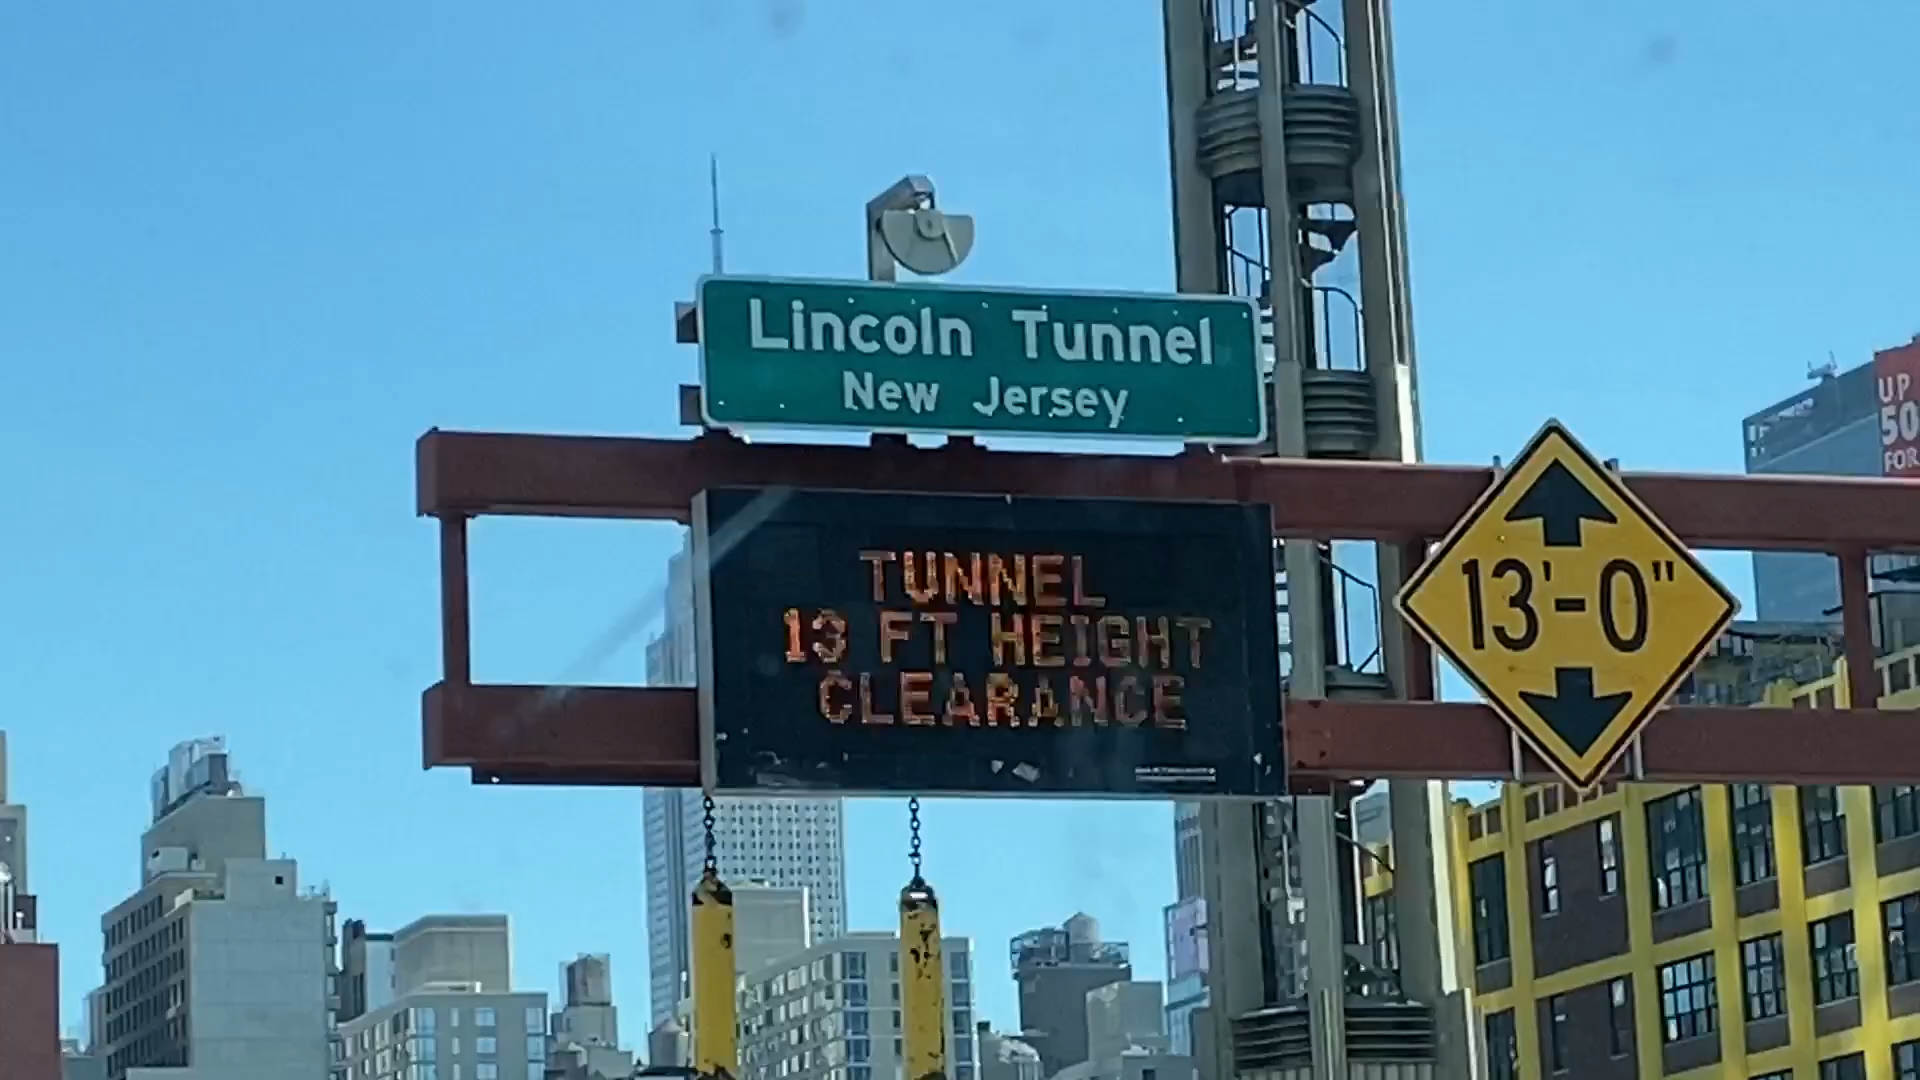 Lincoln Tunnel
New Jersey
TUNNEL
13 FT HEIGHT
CLEARANCE
13'-0"
UP
50
FOR